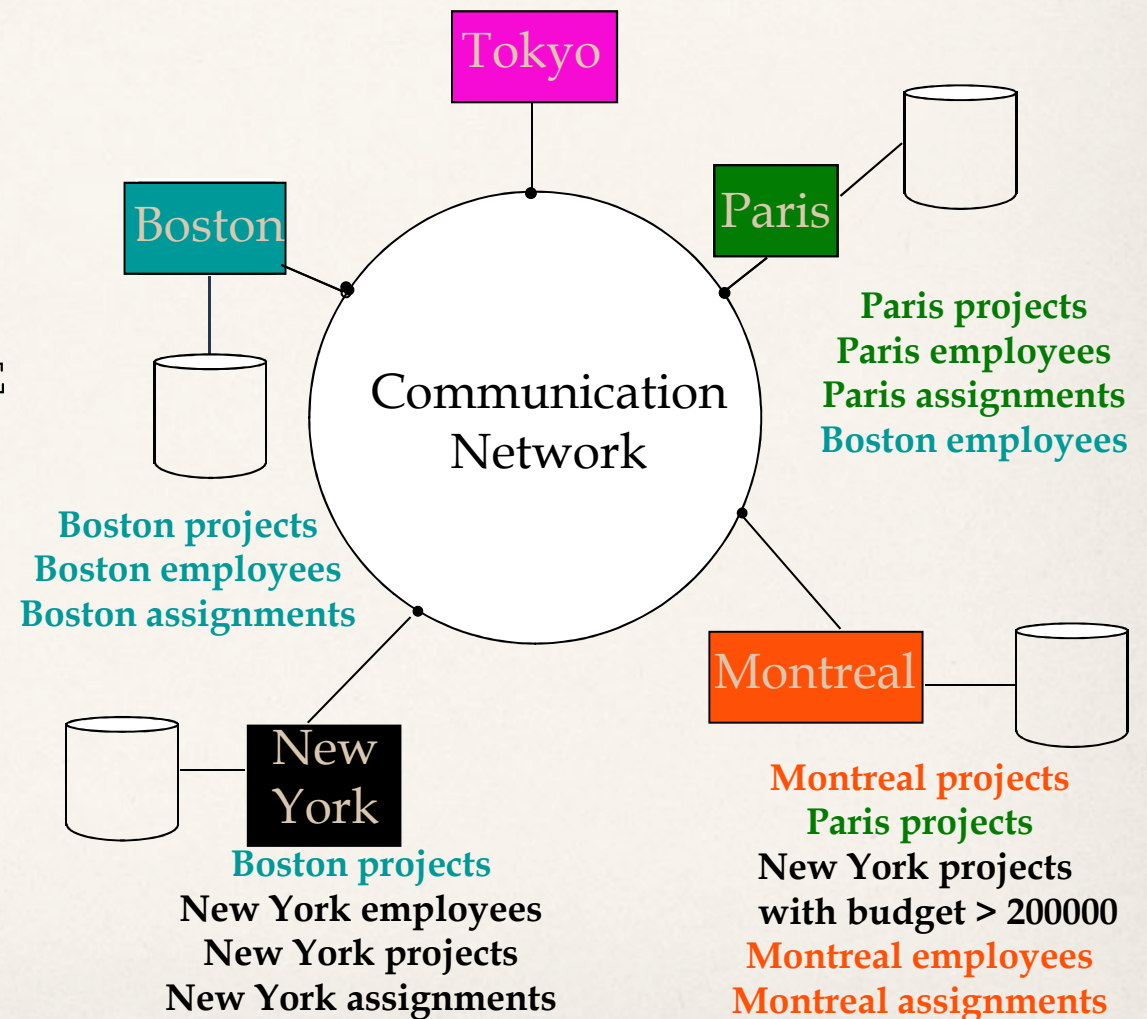 Tokyo
Boston
Paris
Paris projects
Paris employees
Paris assignments
Boston employees
Communication
Network
Boston projects
Boston employees
Boston assignments
Montreal
New
York
Boston projects
New York employees
New York projects
New York assignments
Montreal projects
Paris projects
New York projects
with budget > 200000
Montreal employees
Montreal assignments